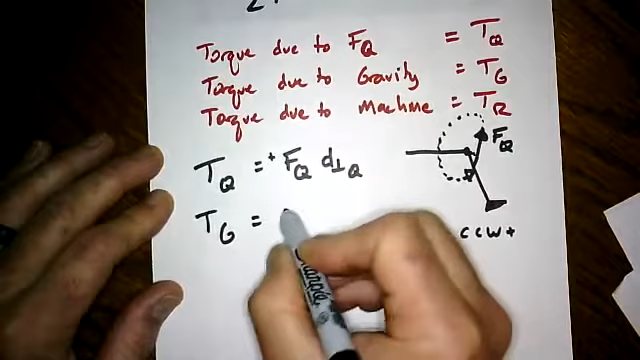 Torque due to FQ = TQ
Torque due to Gravity = TG
Torque due to Machine = TR
FQ
TQ = + FQ d⊥Q
TG =
CCW +